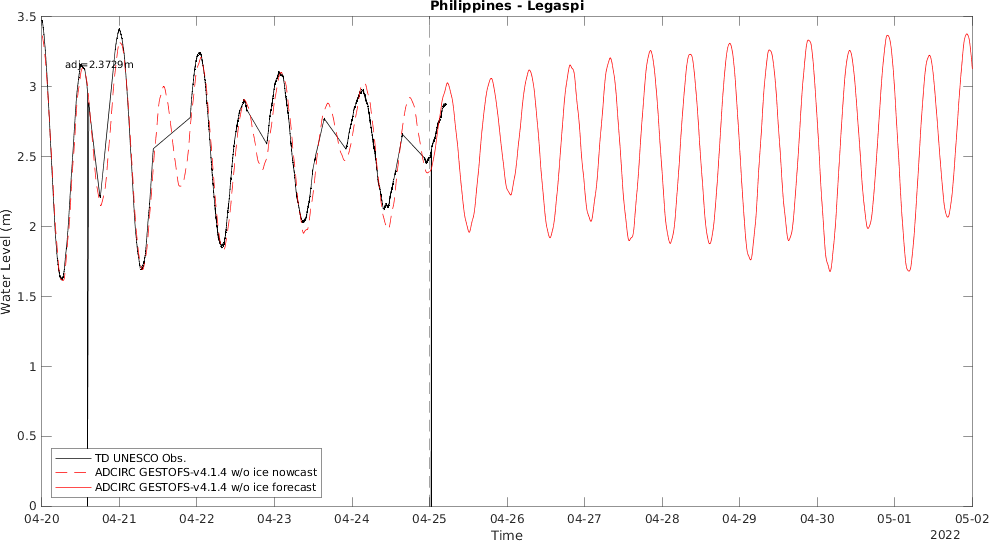 Philippines - Legaspi
3.5
3
2.5
2
1.5
1
0.5
0
Water Level (m)
adj=2.3729m
TD UNESCO Obs.
ADCIRC GESTOFS-v4.1.4 w/o ice nowcast
ADCIRC GESTOFS-v4.1.4 w/o ice forecast
04-20 04-21 04-22 04-23 04-24 04-25 04-26 04-27 04-28 04-29 04-30 05-01 05-02
Time
2022